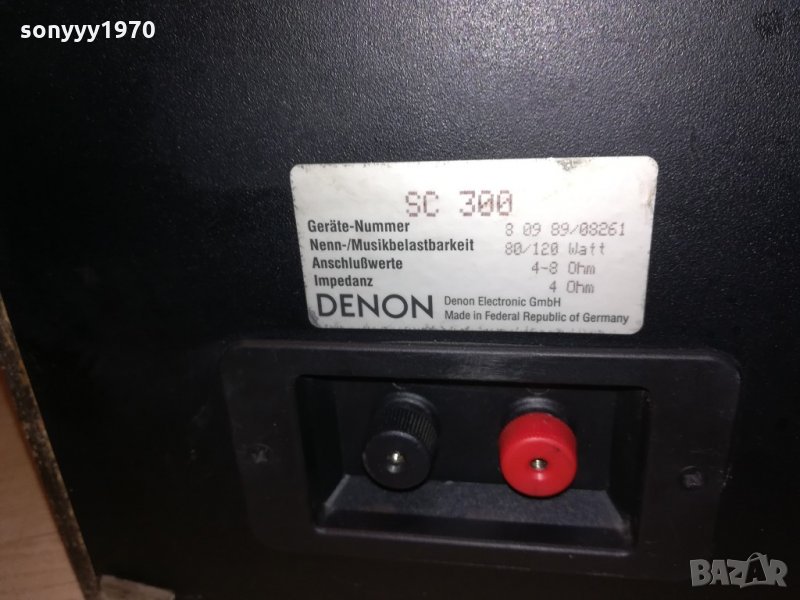 sonyyy1970
SC 300
Geräte-Nummer 8 09 89/08261
Nenn-/Musikbelastbarkeit 80/120 Watt
Anschlußwerte 4-8 Ohm
Impedanz 4 Ohm
DENON Denon Electronic GmbH
Made in Federal Republic of Germany
BAZAR